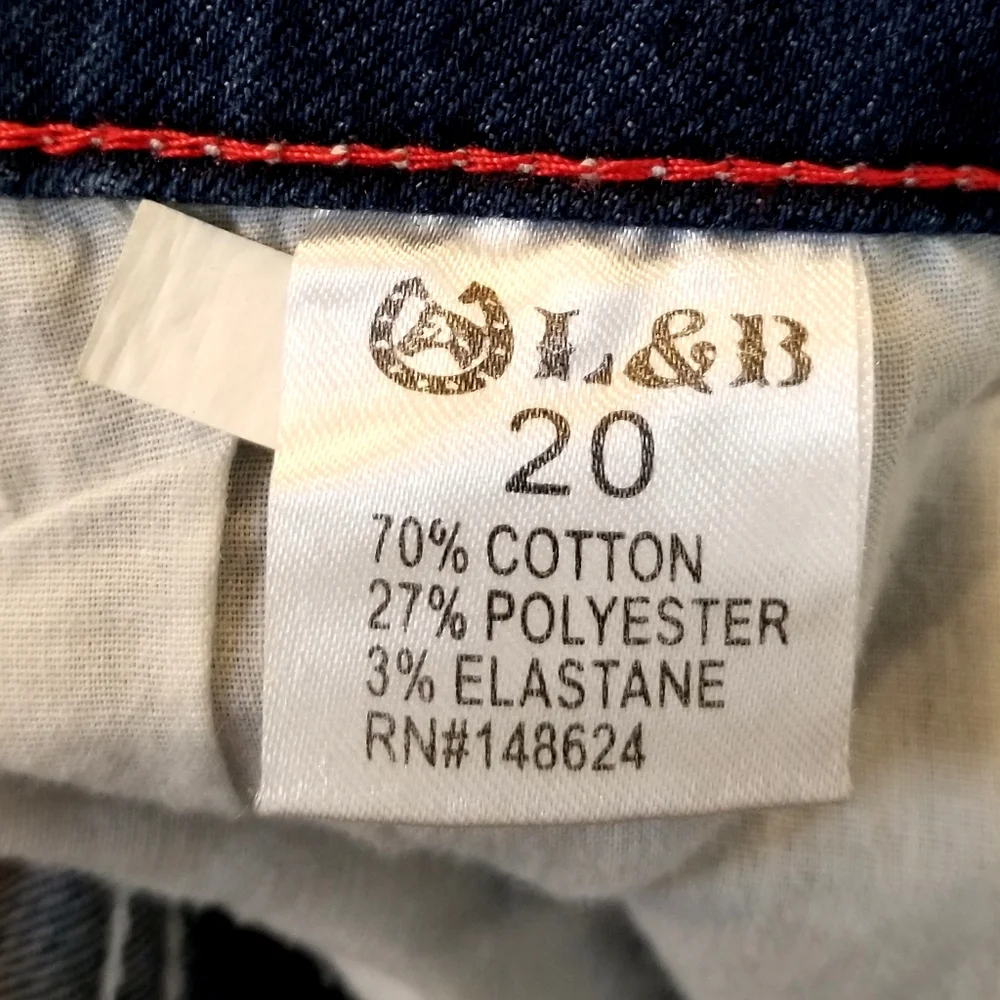 L&B
20
70% COTTON
27% POLYESTER
3% ELASTANE
RN#148624